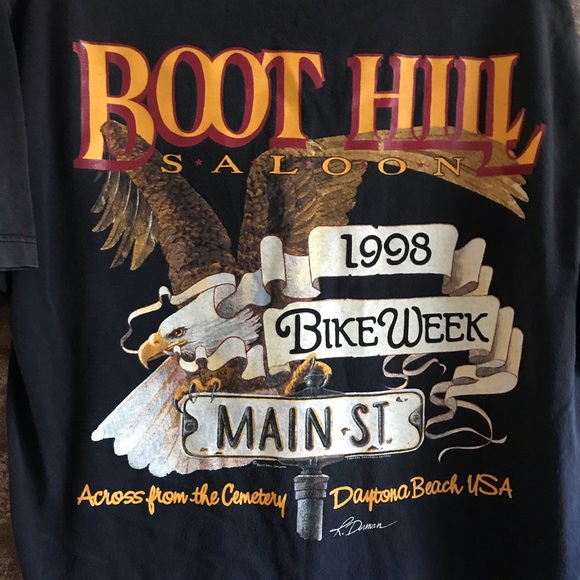 BOOT HILL
S·A·L·O·O·N
1998
BIKE WEEK
MAIN ST.
Across from the Cemetery Daytona Beach USA